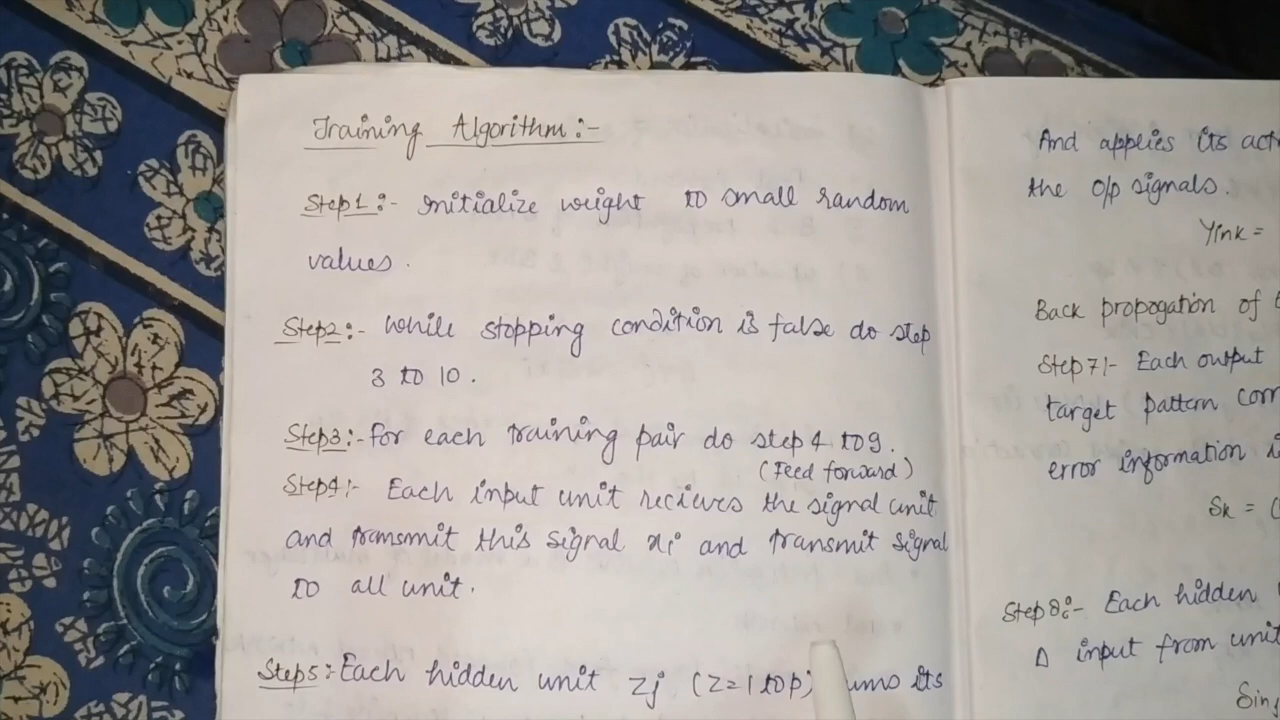 Training Algorithm:-
Step1:- Initialize weight to small random
values.
Step2:- While stopping condition is false do step
3 to 10.
Step3:- for each training pair do step 4 to 9.
(Feed forward)
Step4:- Each input unit recieves the signal unit
and transmit this signal xi and transmit signal
to all unit.
Step5:- Each hidden unit Zj (Z=1 to p) its
And applies its
the o/p signals.
Yink =
Back propogation of
Step7:- Each output
target pattern
error information
Sk =
Step8:- Each hidden
Δ input from unit